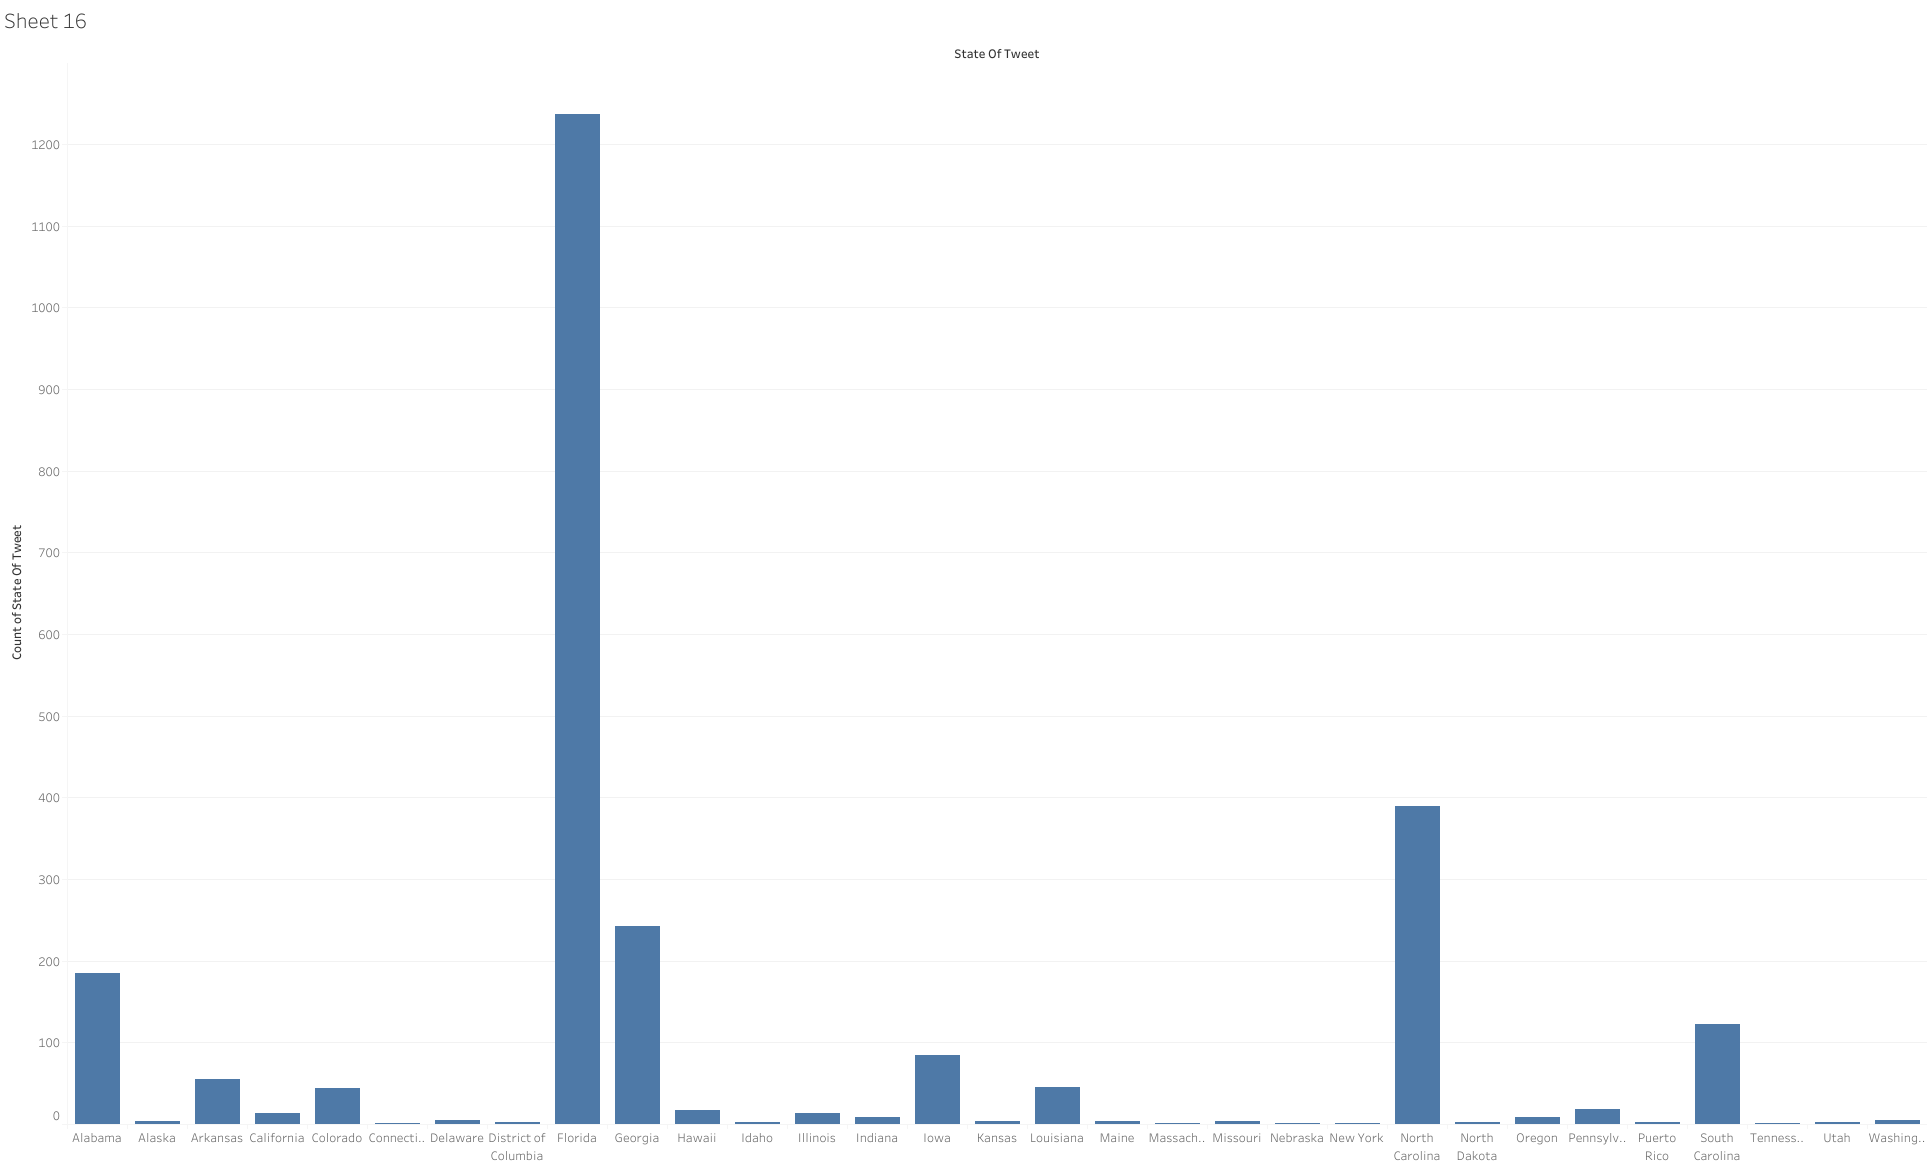 Sheet 16
State Of Tweet
Count of State Of Tweet
1200
1100
1000
900
800
700
600
500
400
300
200
100
0
Alabama
Alaska
Arkansas
California
Colorado
Connecti..
Delaware
District of
Columbia
Florida
Georgia
Hawaii
Idaho
Illinois
Indiana
Iowa
Kansas
Louisiana
Maine
Massach..
Missouri
Nebraska
New York
North
Carolina
North
Dakota
Oregon
Pennsylv..
Puerto
Rico
South
Carolina
Tenness..
Utah
Washing..